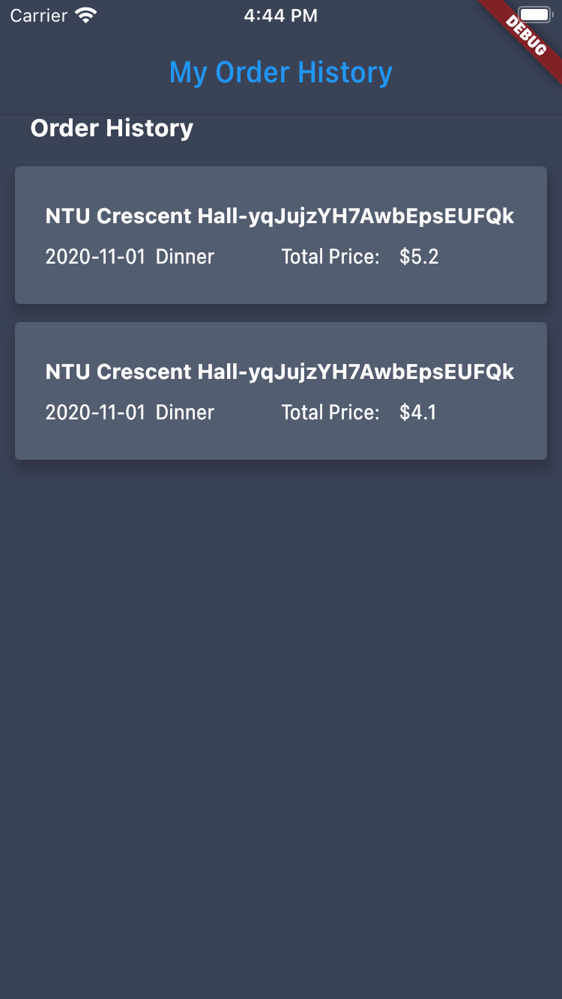 Carrier 4:44 PM
DEBUG
My Order History
Order History
NTU Crescent Hall-yqJujzYH7AwbEpsEUFQk
2020-11-01 Dinner Total Price: $5.2
NTU Crescent Hall-yqJujzYH7AwbEpsEUFQk
2020-11-01 Dinner Total Price: $4.1